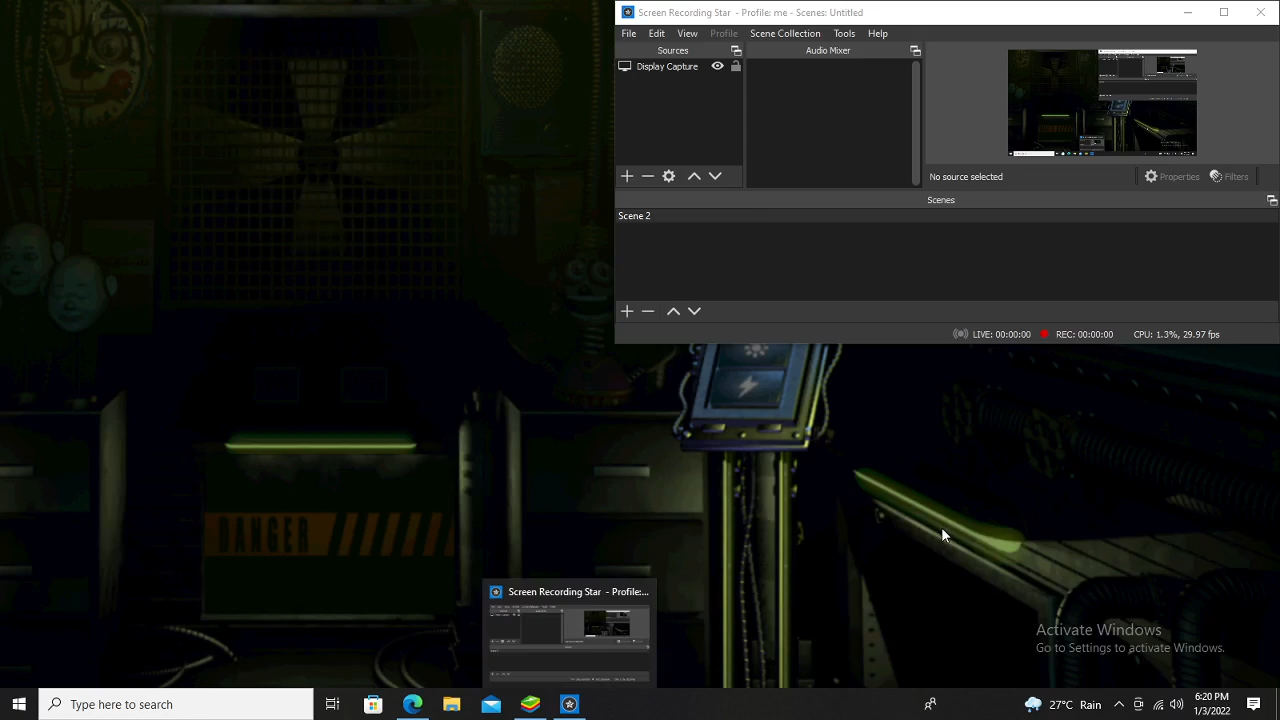 Screen Recording Star - Profile: me - Scenes: Untitled
File Edit View Profile Scene Collection Tools Help
Sources Audio Mixer
Display Capture
No source selected Properties Filters
Scenes
Scene 2
LIVE: 00:00:00 REC: 00:00:00 CPU: 1.3%, 29.97 fps
DANGER
Screen Recording Star - Profile:...
Activate Windows
Go to Settings to activate Windows.
Type here to search
27°C Rain
6:20 PM
1/3/2022